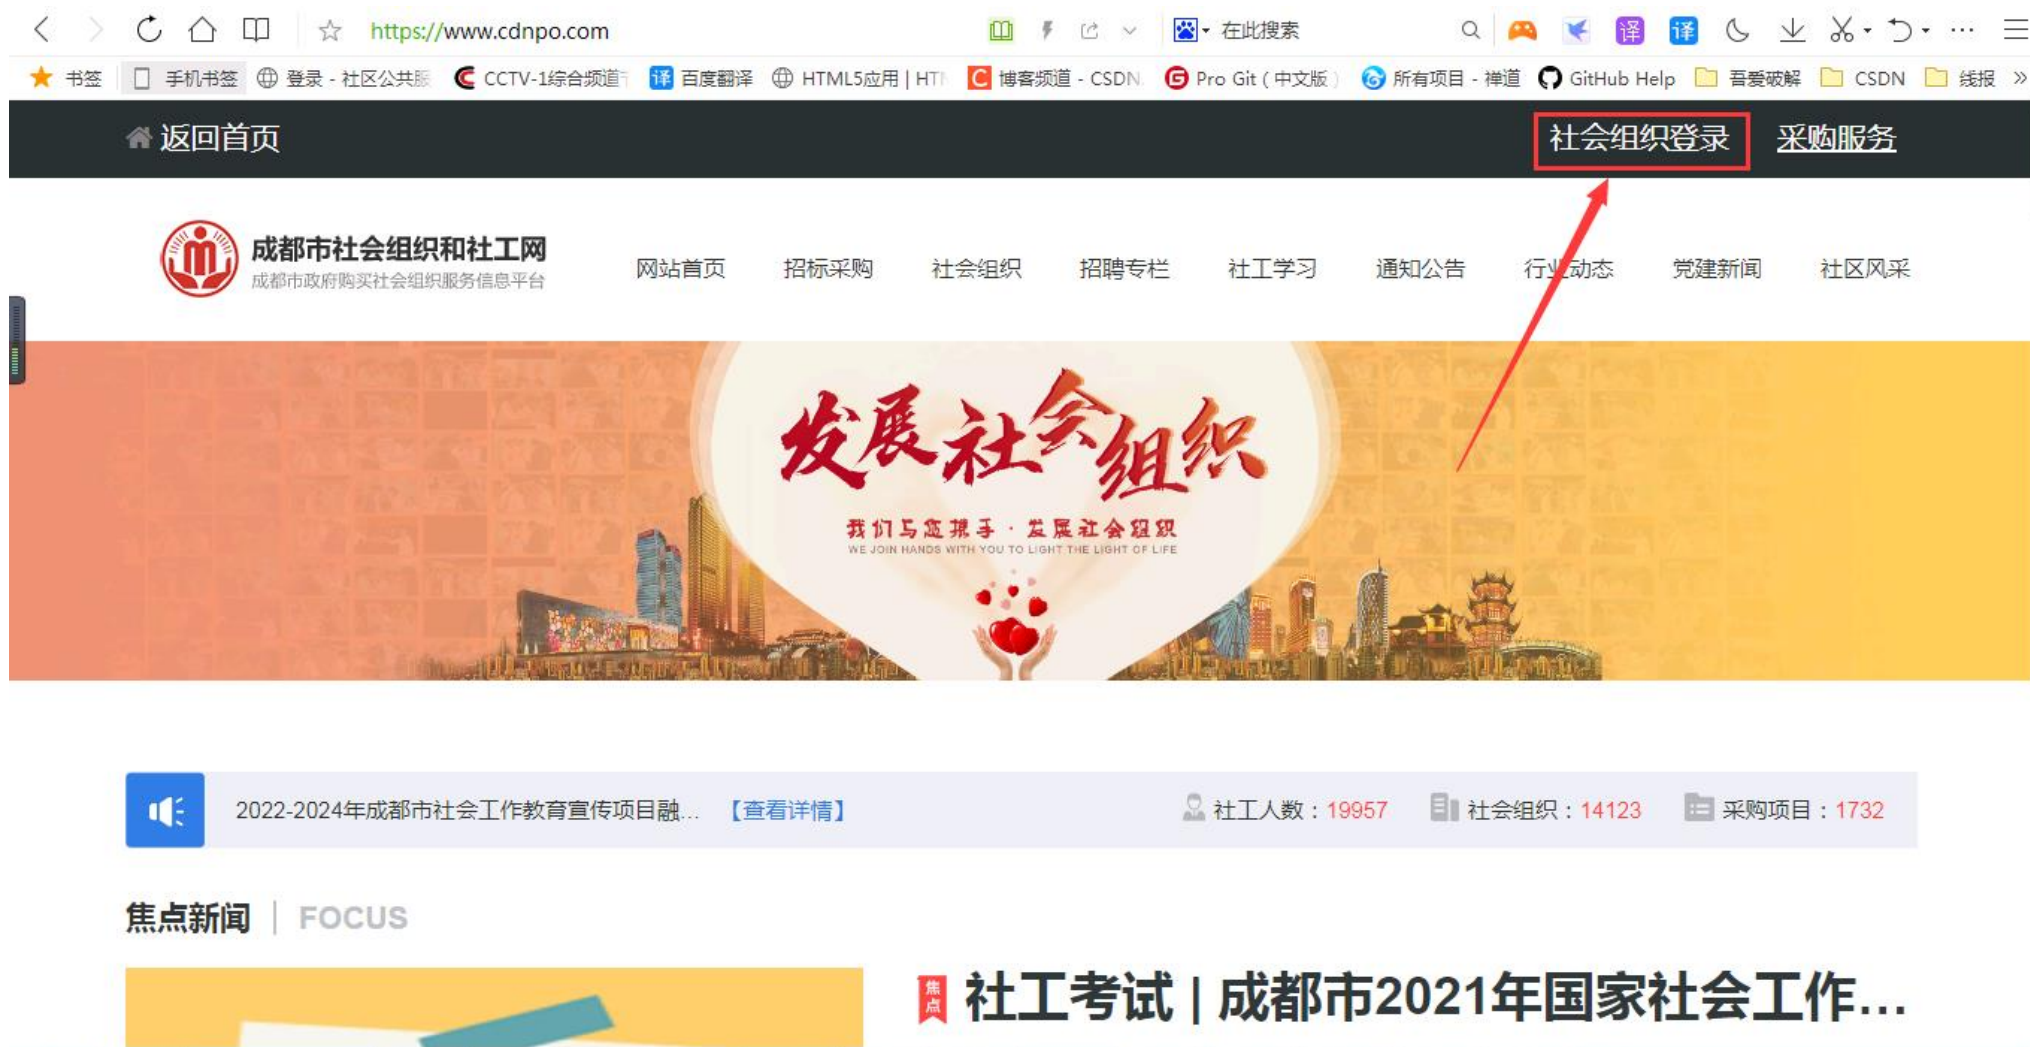 https://www.cdnpo.com
在此搜索
译
译
书签
手机书签
登录 - 社区公共服
CCTV-1综合频道
译 百度翻译
HTML5应用 | HT
博客频道 - CSDN
Pro Git ( 中文版 )
所有项目 - 禅道
GitHub Help
吾爱破解
CSDN
线报
返回首页
社会组织登录
采购服务
成都市社会组织和社工网
成都市政府购买社会组织服务信息平台
网站首页
招标采购
社会组织
招聘专栏
社工学习
通知公告
行业动态
党建新闻
社区风采
发展社会组织
我们与您携手·发展社会组织
WE JOIN HANDS WITH YOU TO LIGHT THE LIGHT OF LIFE
2022-2024年成都市社会工作教育宣传项目融...
【查看详情】
社工人数：19957
社会组织：14123
采购项目：1732
焦点新闻
FOCUS
焦点
社工考试 | 成都市2021年国家社会工作...